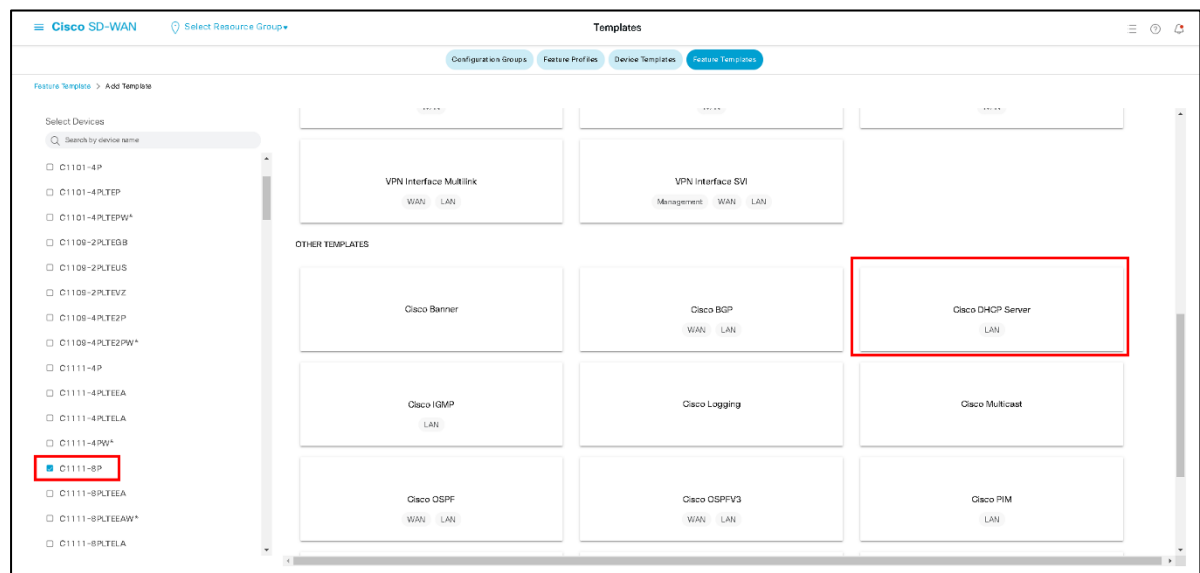 Cisco SD-WAN
Select Resource Group
Templates
Configuration Groups
Feature Profiles
Device Templates
Feature Templates
Feature Template > Add Template
Select Devices
Search by device name
C1101-4P
C1101-4PLTEP
C1101-4PLTEPW*
C1109-2PLTEGB
C1109-2PLTEUS
C1109-2PLTEVZ
C1109-4PLTE2P
C1109-4PLTE2PW*
C1111-4P
C1111-4PLTEEA
C1111-4PLTELA
C1111-4PW*
C1111-8P
C1111-8PLTEEA
C1111-8PLTEEAW*
C1111-8PLTELA
VPN Interface Multilink
WAN LAN
VPN Interface SVI
Management WAN LAN
OTHER TEMPLATES
Cisco Banner
Cisco BGP
WAN LAN
Cisco DHCP Server
LAN
Cisco IGMP
LAN
Cisco Logging
Cisco Multicast
Cisco OSPF
WAN LAN
Cisco OSPFV3
WAN LAN
Cisco PIM
LAN